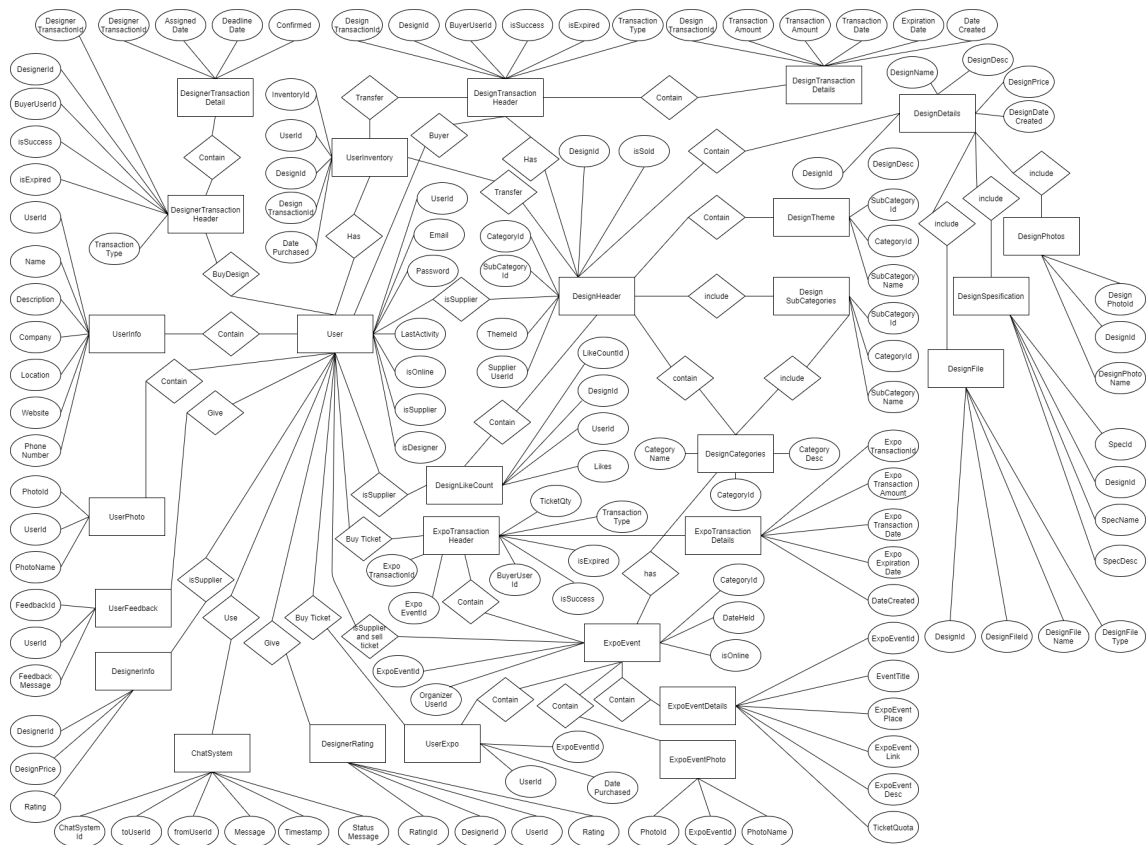 Designer
TransactionId
Designer
TransactionId
Assigned
Date
Deadline
Date
Confirmed
Design
TransactionId
DesignId
BuyerUserId
isSuccess
isExpired
Transaction
Type
Design
TransactionId
Transaction
Amount
Transaction
Amount
Transaction
Date
Expiration
Date
Date
Created
DesignerId
BuyerUserId
isSuccess
isExpired
Transaction
Type
DesignerTransaction
Detail
Contain
DesignerTransaction
Header
BuyDesign
InventoryId
UserId
DesignId
Design
TransactionId
Date
Purchased
Transfer
UserInventory
Has
Buyer
DesignTransaction
Header
Contain
DesignTransaction
Details
Has
Transfer
DesignId
isSold
Contain
DesignName
DesignDesc
DesignPrice
DesignDate
Created
DesignDetails
DesignId
include
include
include
DesignPhotos
Design
PhotoId
DesignId
DesignPhoto
Name
DesignSpesification
SpecId
DesignId
SpecName
SpecDesc
DesignFile
DesignId
DesignFileId
DesignFile
Name
DesignFile
Type
UserId
Name
Description
Company
Location
Website
Phone
Number
UserInfo
Contain
User
UserId
Email
Password
LastActivity
isOnline
isSupplier
isDesigner
isSupplier
CategoryId
SubCategory
Id
ThemeId
Supplier
UserId
DesignHeader
Contain
DesignTheme
DesignDesc
SubCategory
Id
CategoryId
SubCategory
Name
include
Design
SubCategories
SubCategory
Id
CategoryId
SubCategory
Name
contain
include
DesignCategories
Category
Name
Category
Desc
CategoryId
Contain
DesignLikeCount
LikeCountId
DesignId
UserId
Likes
isSupplier
Contain
Give
PhotoId
UserId
PhotoName
UserPhoto
FeedbackId
UserId
Feedback
Message
UserFeedback
isSupplier
DesignerInfo
DesignerId
DesignPrice
Rating
Use
ChatSystem
ChatSystem
Id
toUserId
fromUserId
Message
Timestamp
Status
Message
Give
DesignerRating
RatingId
DesignerId
UserId
Rating
Buy Ticket
UserExpo
ExpoEventId
UserId
Date
Purchased
Buy Ticket
ExpoTransaction
Header
TicketQty
Transaction
Type
isExpired
isSuccess
BuyerUser
Id
Expo
TransactionId
Expo
EventId
Contain
ExpoTransaction
Details
Expo
TransactionId
Expo
Transaction
Amount
Expo
Transaction
Date
Expo
Expiration
Date
DateCreated
has
isSupplier
and sell
ticket
ExpoEvent
CategoryId
DateHeld
isOnline
ExpoEventId
Organizer
UserId
Contain
Contain
Contain
ExpoEventDetails
ExpoEventId
EventTitle
ExpoEvent
Place
ExpoEvent
Link
ExpoEvent
Desc
TicketQuota
ExpoEventPhoto
PhotoId
ExpoEventId
PhotoName